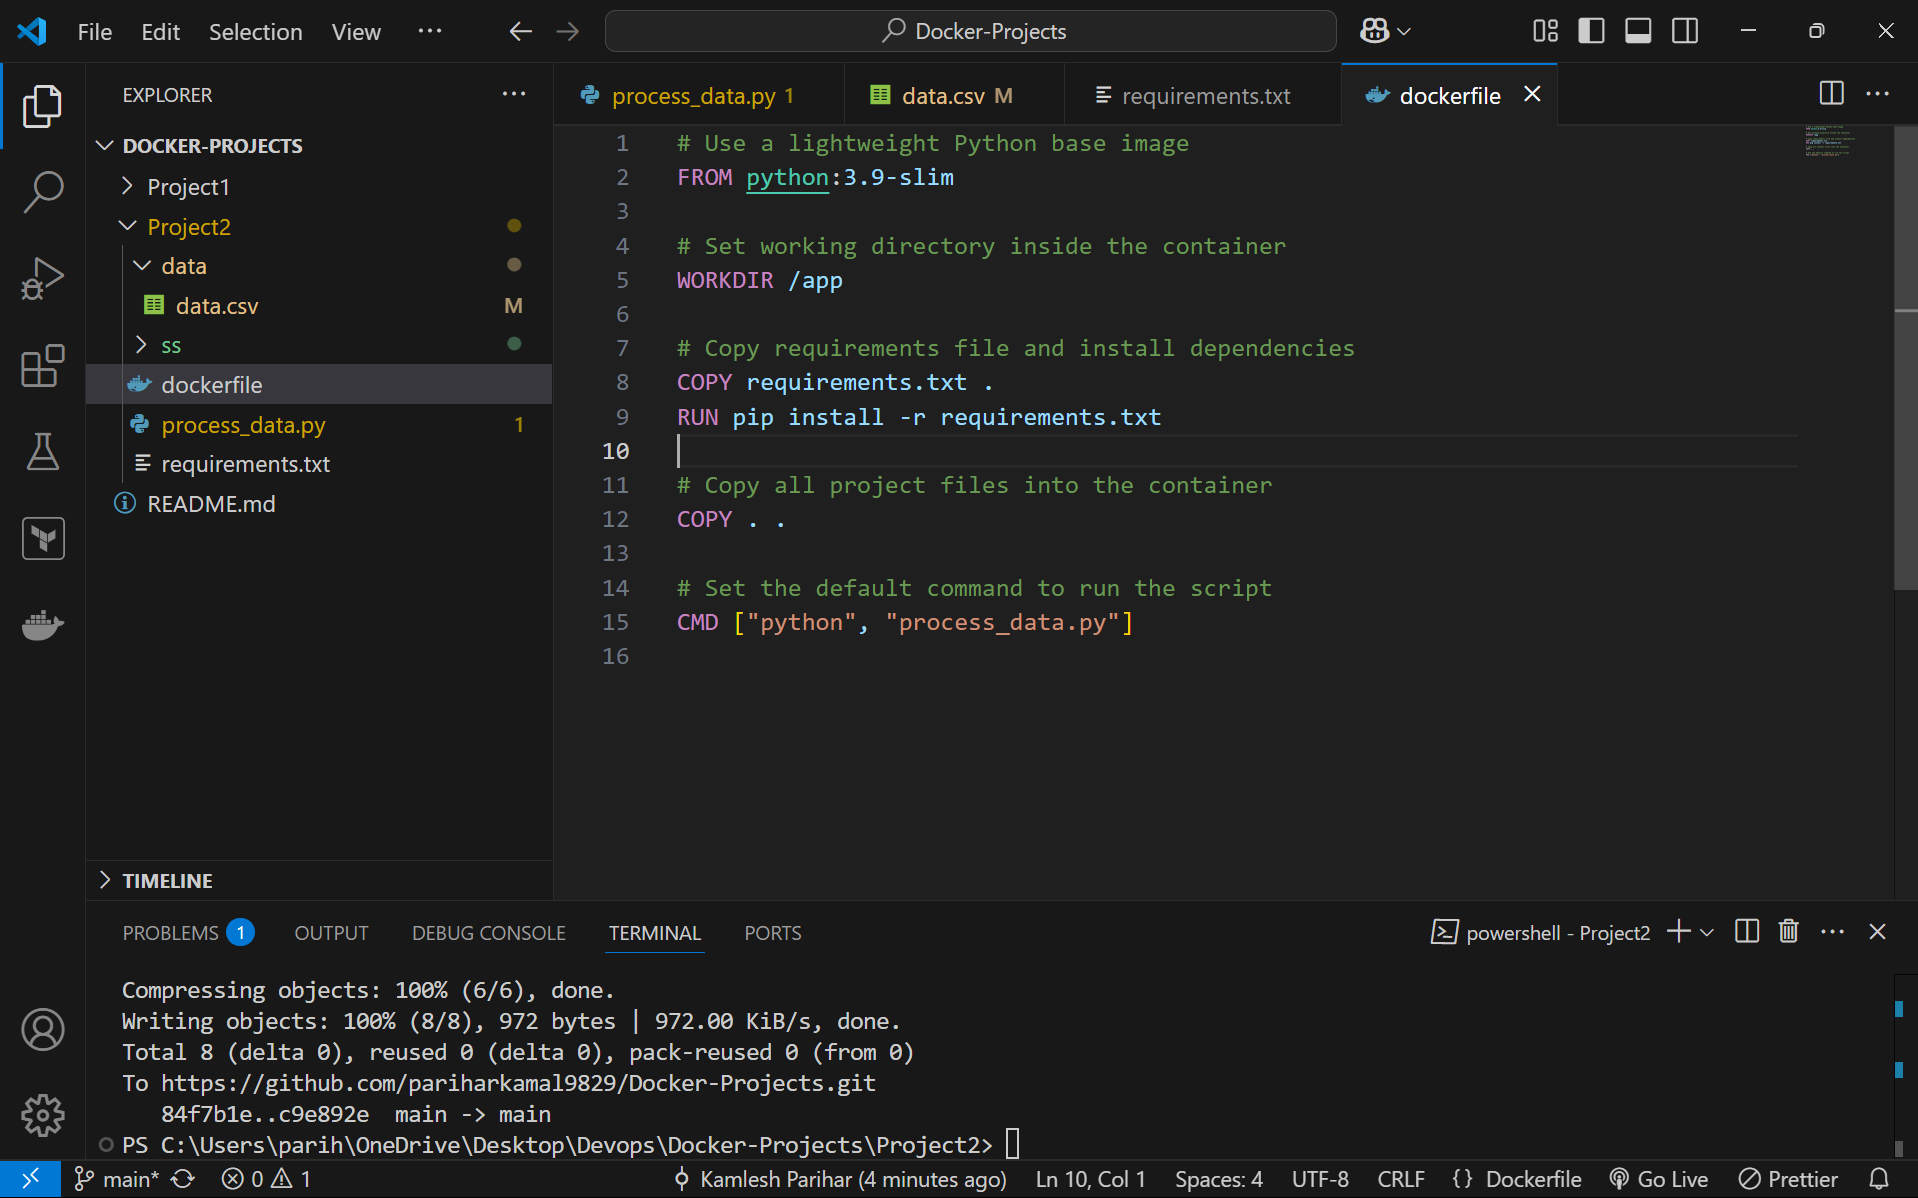 File Edit Selection View ··· Docker-Projects
EXPLORER ···
DOCKER-PROJECTS
Project1
Project2
data
data.csv M
ss
dockerfile
process_data.py 1
requirements.txt
README.md
TIMELINE
process_data.py 1 data.csv M requirements.txt dockerfile
1 # Use a lightweight Python base image
2 FROM python:3.9-slim
3
4 # Set working directory inside the container
5 WORKDIR /app
6
7 # Copy requirements file and install dependencies
8 COPY requirements.txt .
9 RUN pip install -r requirements.txt
10
11 # Copy all project files into the container
12 COPY . .
13
14 # Set the default command to run the script
15 CMD ["python", "process_data.py"]
16
PROBLEMS 1 OUTPUT DEBUG CONSOLE TERMINAL PORTS powershell - Project2
Compressing objects: 100% (6/6), done.
Writing objects: 100% (8/8), 972 bytes | 972.00 KiB/s, done.
Total 8 (delta 0), reused 0 (delta 0), pack-reused 0 (from 0)
To https://github.com/pariharkamal9829/Docker-Projects.git
84f7b1e..c9e892e main -> main
PS C:\Users\parih\OneDrive\Desktop\Devops\Docker-Projects\Project2>
main* 0 1 Kamlesh Parihar (4 minutes ago) Ln 10, Col 1 Spaces: 4 UTF-8 CRLF {} Dockerfile Go Live Prettier